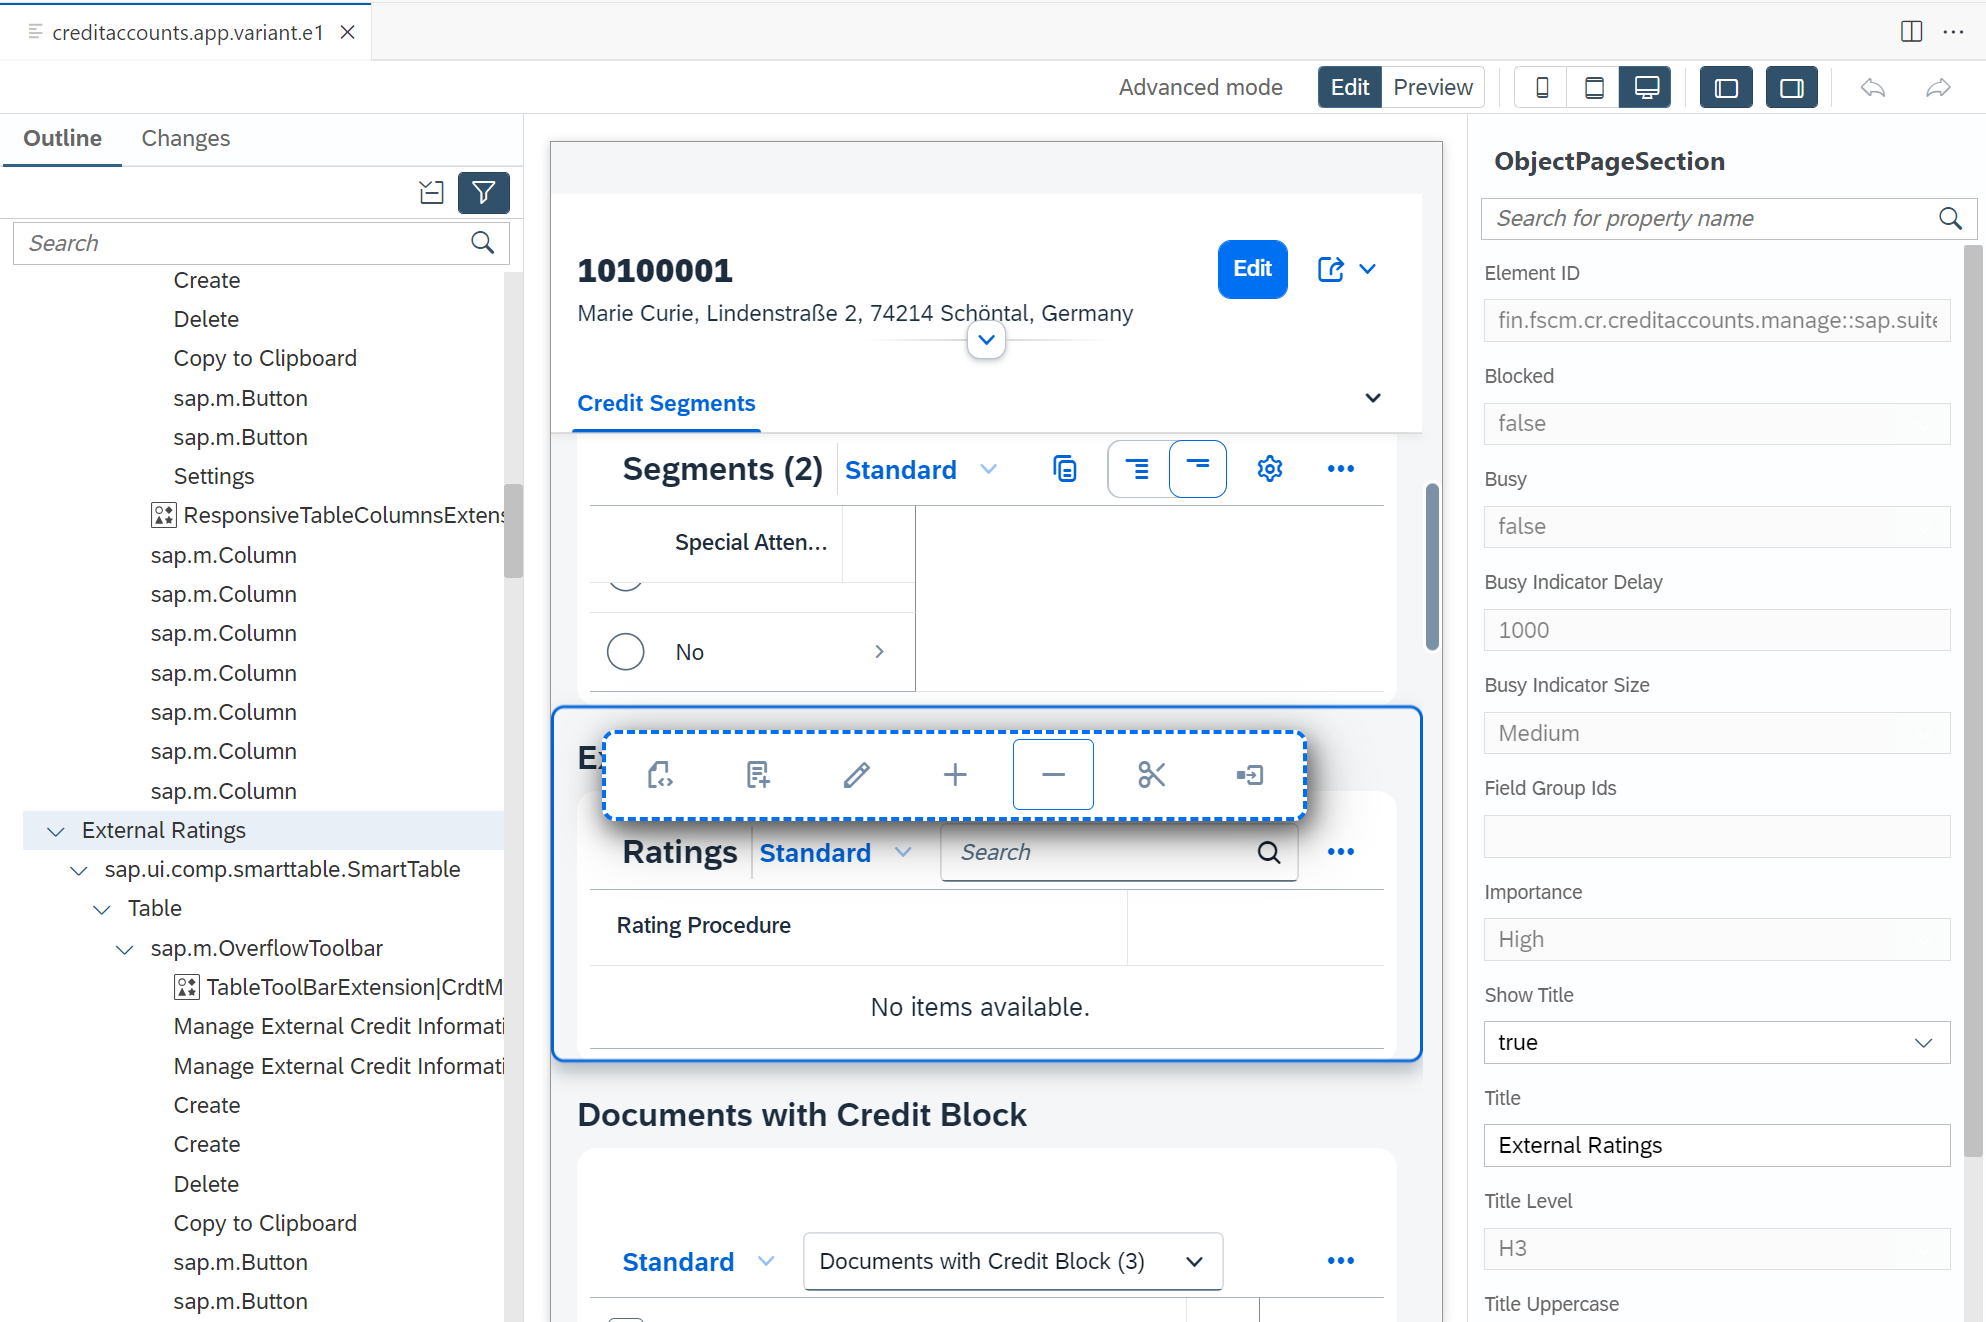 creditaccounts.app.variant.e1
Advanced mode
Edit
Preview
Outline
Changes
Search
Create
Delete
Copy to Clipboard
sap.m.Button
sap.m.Button
Settings
ResponsiveTableColumnsExtens
sap.m.Column
sap.m.Column
sap.m.Column
sap.m.Column
sap.m.Column
sap.m.Column
sap.m.Column
External Ratings
sap.ui.comp.smarttable.SmartTable
Table
sap.m.OverflowToolbar
TableToolBarExtension|CrdtM
Manage External Credit Informati
Manage External Credit Informati
Create
Create
Delete
Copy to Clipboard
sap.m.Button
sap.m.Button
10100001
Edit
Marie Curie, Lindenstraße 2, 74214 Schöntal, Germany
Credit Segments
Segments (2)
Standard
Special Atten...
No
Ratings
Standard
Search
Rating Procedure
No items available.
Documents with Credit Block
Standard
Documents with Credit Block (3)
ObjectPageSection
Search for property name
Element ID
fin.fscm.cr.creditaccounts.manage::sap.suite
Blocked
false
Busy
false
Busy Indicator Delay
1000
Busy Indicator Size
Medium
Field Group Ids
Importance
High
Show Title
true
Title
External Ratings
Title Level
H3
Title Uppercase